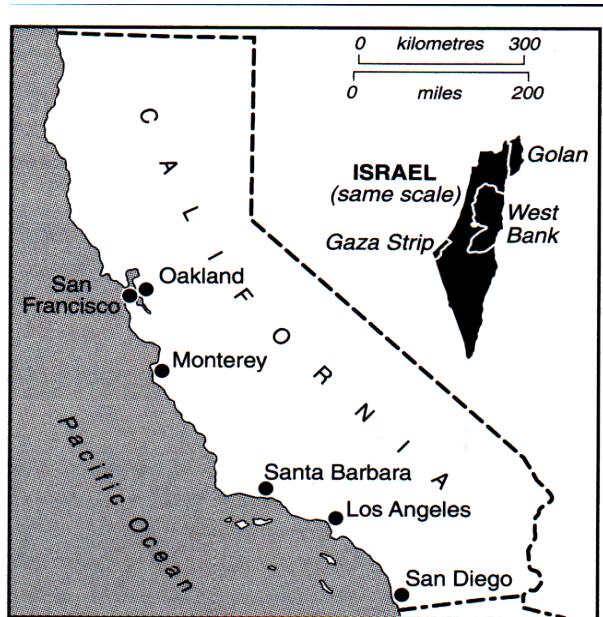 0 kilometres 300
0 miles 200
CALIFORNIA
ISRAEL
(same scale)
Golan
West
Bank
Gaza Strip
Oakland
San
Francisco
Monterey
Pacific Ocean
Santa Barbara
Los Angeles
San Diego